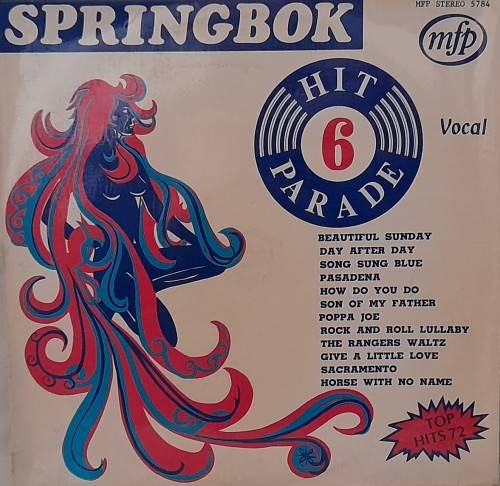 MFP STEREO 5784
SPRINGBOK
mfp
HIT
6
PARADE
Vocal
BEAUTIFUL SUNDAY
DAY AFTER DAY
SONG SUNG BLUE
PASADENA
HOW DO YOU DO
SON OF MY FATHER
POPPA JOE
ROCK AND ROLL LULLABY
THE RANGERS WALTZ
GIVE A LITTLE LOVE
SACRAMENTO
HORSE WITH NO NAME
TOP
HITS 72